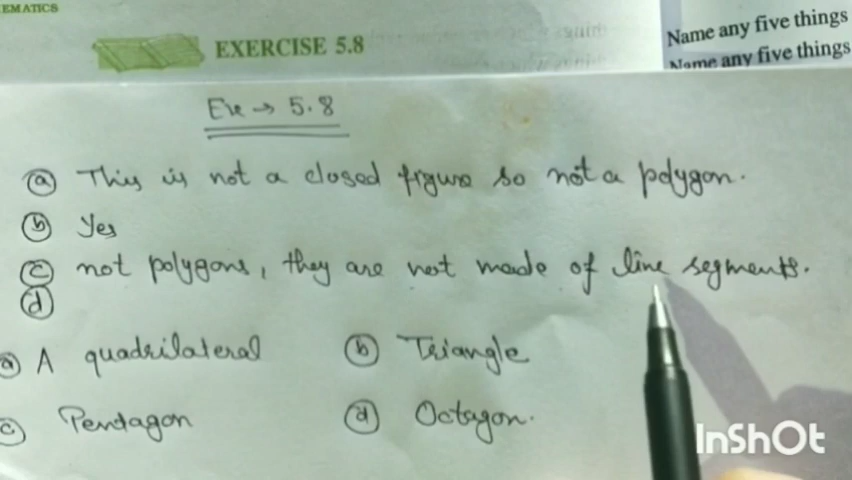 EMATICS
EXERCISE 5.8
Name any five things
Name any five things
Exe → 5.8
(a) This is not a closed figure so not a polygon.
(b) Yes
(c) not polygons, they are not made of line segments.
(d)
(a) A quadrilateral (b) Triangle
(c) Pentagon (d) Octagon.
InShOt